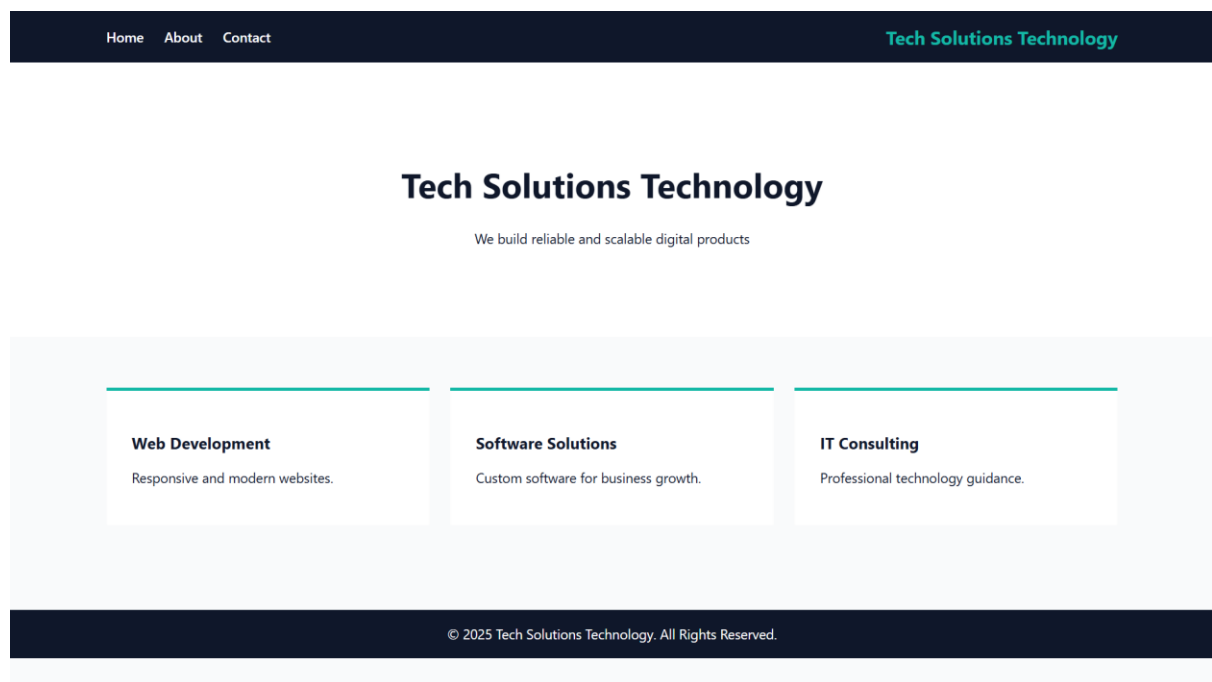 Home About Contact Tech Solutions Technology
Tech Solutions Technology
We build reliable and scalable digital products
Web Development
Responsive and modern websites.
Software Solutions
Custom software for business growth.
IT Consulting
Professional technology guidance.
© 2025 Tech Solutions Technology. All Rights Reserved.